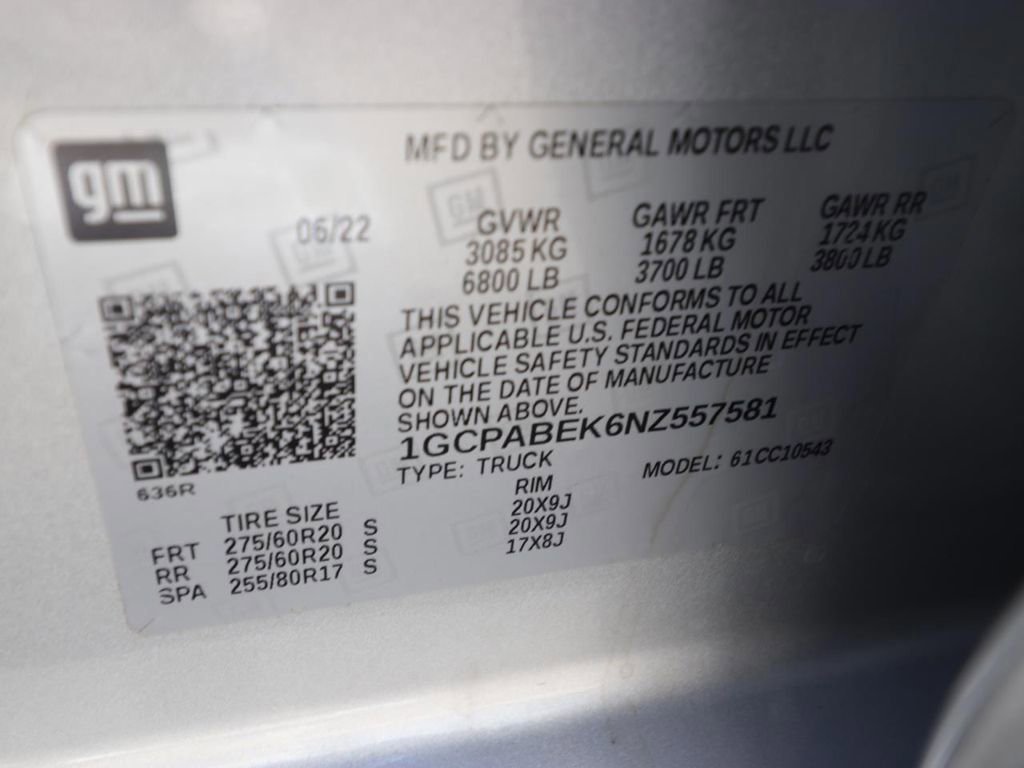 gm
MFD BY GENERAL MOTORS LLC
06/22
GVWR GAWR FRT GAWR RR
3085 KG 1678 KG 1724 KG
6800 LB 3700 LB 3800 LB
THIS VEHICLE CONFORMS TO ALL
APPLICABLE U.S. FEDERAL MOTOR
VEHICLE SAFETY STANDARDS IN EFFECT
ON THE DATE OF MANUFACTURE
SHOWN ABOVE.
1GCPABEK6NZ557581
TYPE: TRUCK MODEL: 61CC10543
636R
TIRE SIZE RIM
FRT 275/60R20 S 20X9J
RR 275/60R20 S 20X9J
SPA 255/80R17 S 17X8J